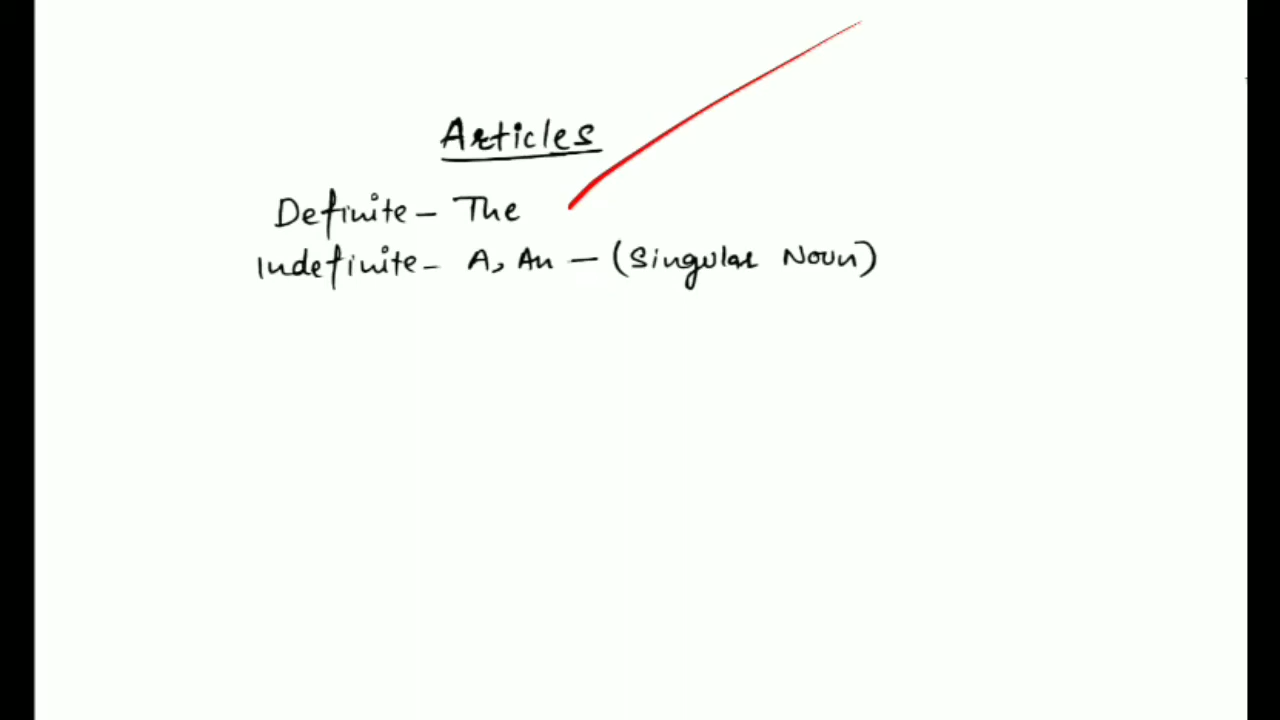 Articles
Definite - The
Indefinite - A, An - (Singular Noun)